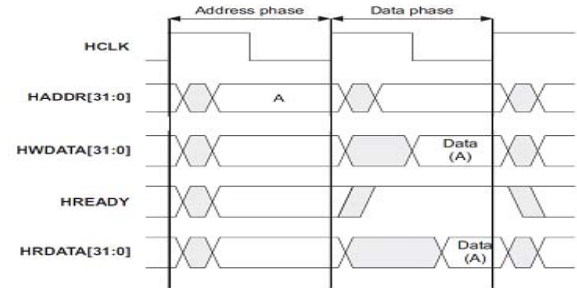 Address phase Data phase
HCLK
HADDR[31:0] A
HWDATA[31:0] Data
(A)
HREADY
HRDATA[31:0] Data
(A)